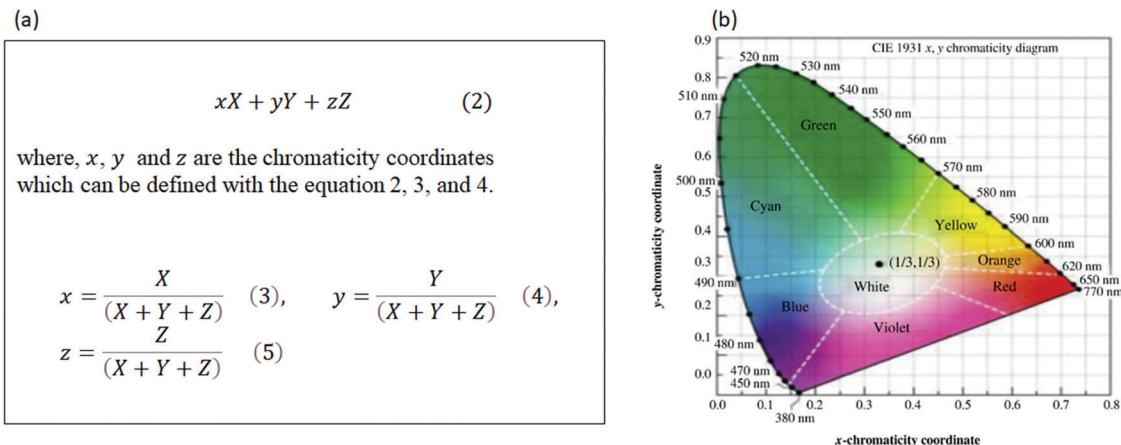 (a)
xX + yY + zZ (2)
where, x, y and z are the chromaticity coordinates
which can be defined with the equation 2, 3, and 4.
x = X / (X + Y + Z) (3), y = Y / (X + Y + Z) (4),
z = Z / (X + Y + Z) (5)
(b)
CIE 1931 x, y chromaticity diagram
y-chromaticity coordinate
0.9
0.8
0.7
0.6
0.5
0.4
0.3
0.2
0.1
0.0
520 nm
530 nm
540 nm
550 nm
560 nm
570 nm
580 nm
590 nm
600 nm
620 nm
650 nm
770 nm
510 nm
500 nm
490 nm
480 nm
470 nm
450 nm
380 nm
Green
Cyan
Yellow
Orange
Red
(1/3,1/3)
White
Blue
Violet
0.0 0.1 0.2 0.3 0.4 0.5 0.6 0.7 0.8
x-chromaticity coordinate